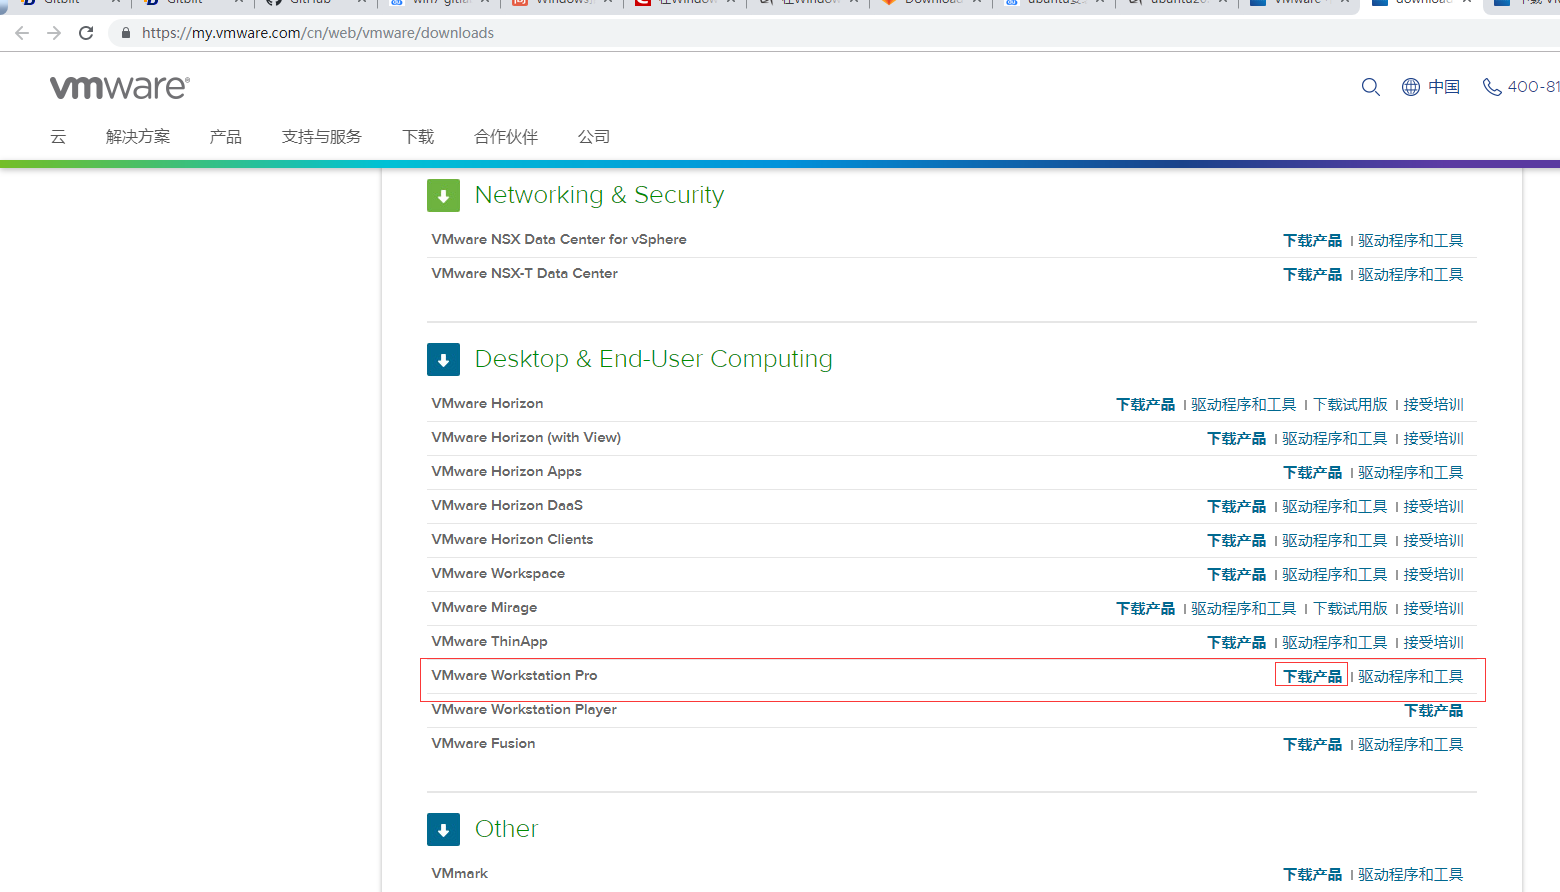 Gitblit
Gitblit
GitHub
https://my.vmware.com/cn/web/vmware/downloads
vmware®
中国
400-81
云 解决方案 产品 支持与服务 下载 合作伙伴 公司
Networking & Security
VMware NSX Data Center for vSphere 下载产品 | 驱动程序和工具
VMware NSX-T Data Center 下载产品 | 驱动程序和工具
Desktop & End-User Computing
VMware Horizon 下载产品 | 驱动程序和工具 | 下载试用版 | 接受培训
VMware Horizon (with View) 下载产品 | 驱动程序和工具 | 接受培训
VMware Horizon Apps 下载产品 | 驱动程序和工具
VMware Horizon DaaS 下载产品 | 驱动程序和工具 | 接受培训
VMware Horizon Clients 下载产品 | 驱动程序和工具 | 接受培训
VMware Workspace 下载产品 | 驱动程序和工具 | 接受培训
VMware Mirage 下载产品 | 驱动程序和工具 | 下载试用版 | 接受培训
VMware ThinApp 下载产品 | 驱动程序和工具 | 接受培训
VMware Workstation Pro 下载产品 | 驱动程序和工具
VMware Workstation Player 下载产品
VMware Fusion 下载产品 | 驱动程序和工具
Other
VMmark 下载产品 | 驱动程序和工具